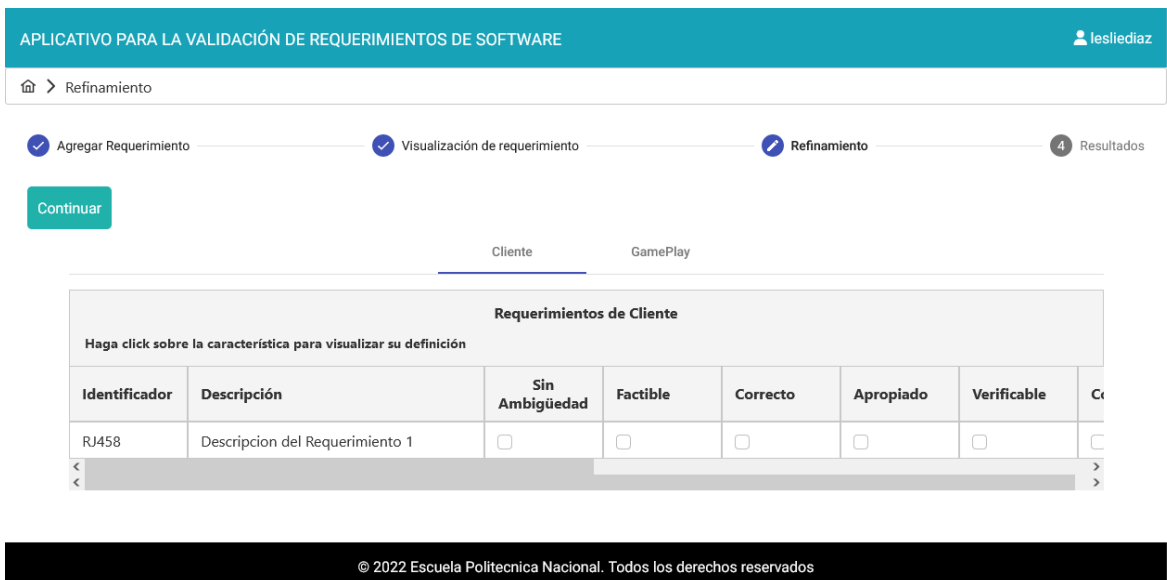 APLICATIVO PARA LA VALIDACIÓN DE REQUERIMIENTOS DE SOFTWARE lesliediaz
Refinamiento
Agregar Requerimiento Visualización de requerimiento Refinamiento 4 Resultados
Continuar
Cliente GamePlay
Requerimientos de Cliente
Haga click sobre la característica para visualizar su definición
Identificador Descripción Sin Ambigüedad Factible Correcto Apropiado Verificable
RJ458 Descripcion del Requerimiento 1
© 2022 Escuela Politecnica Nacional. Todos los derechos reservados